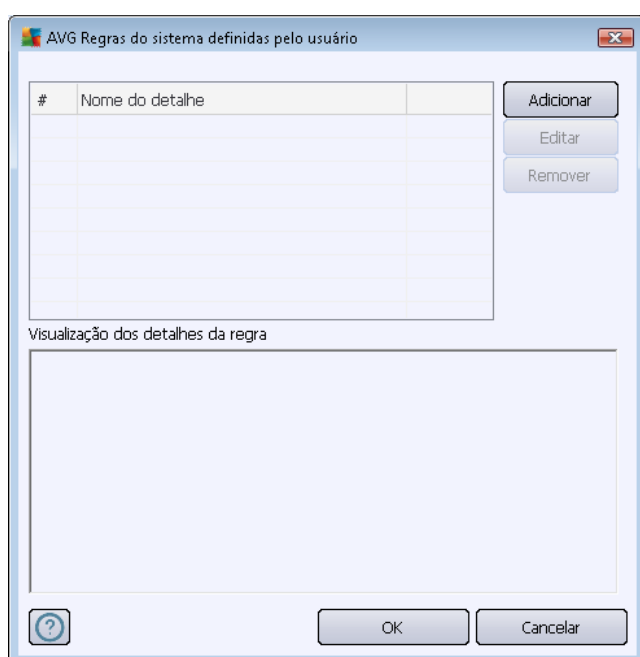 AVG Regras do sistema definidas pelo usuário
# Nome do detalhe
Adicionar
Editar
Remover
Visualização dos detalhes da regra
OK Cancelar